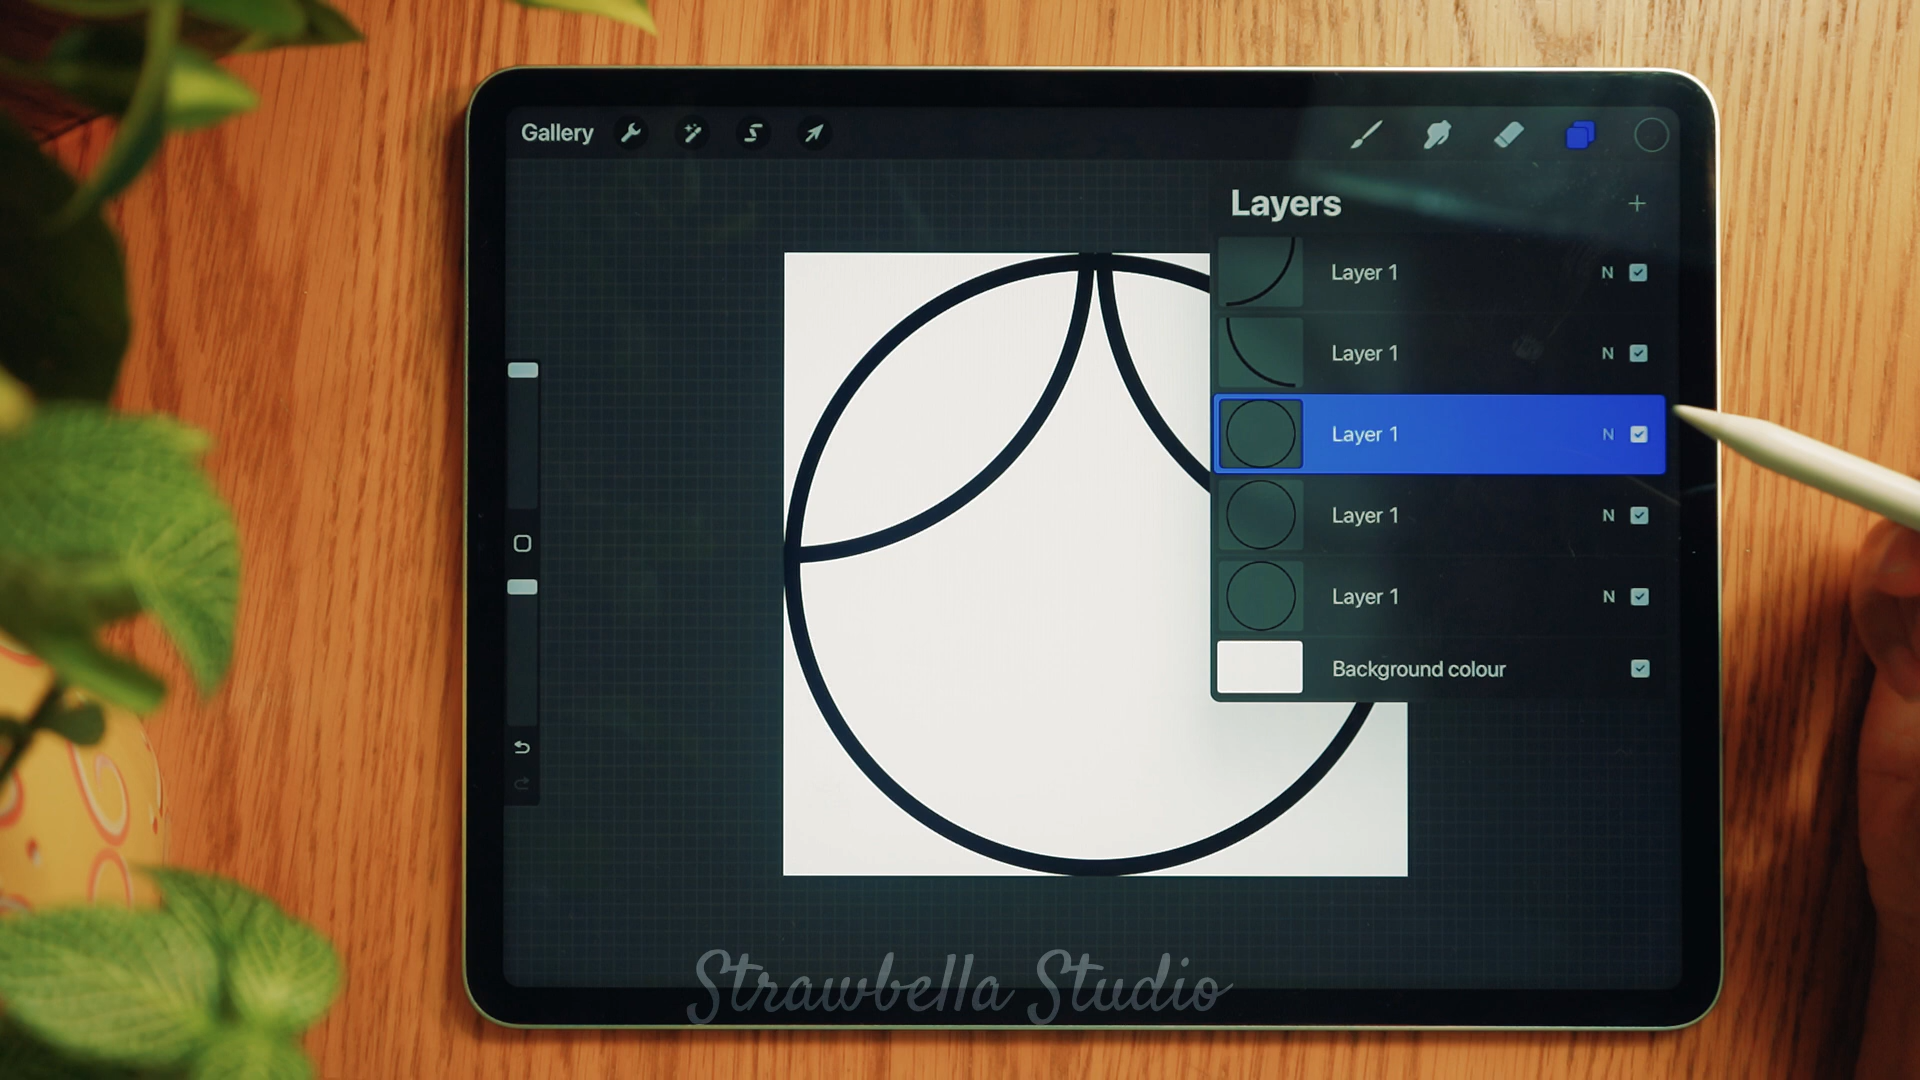 Gallery
Layers
Layer 1 N
Layer 1 N
Layer 1 N
Layer 1 N
Layer 1 N
Background colour
Strawbella Studio